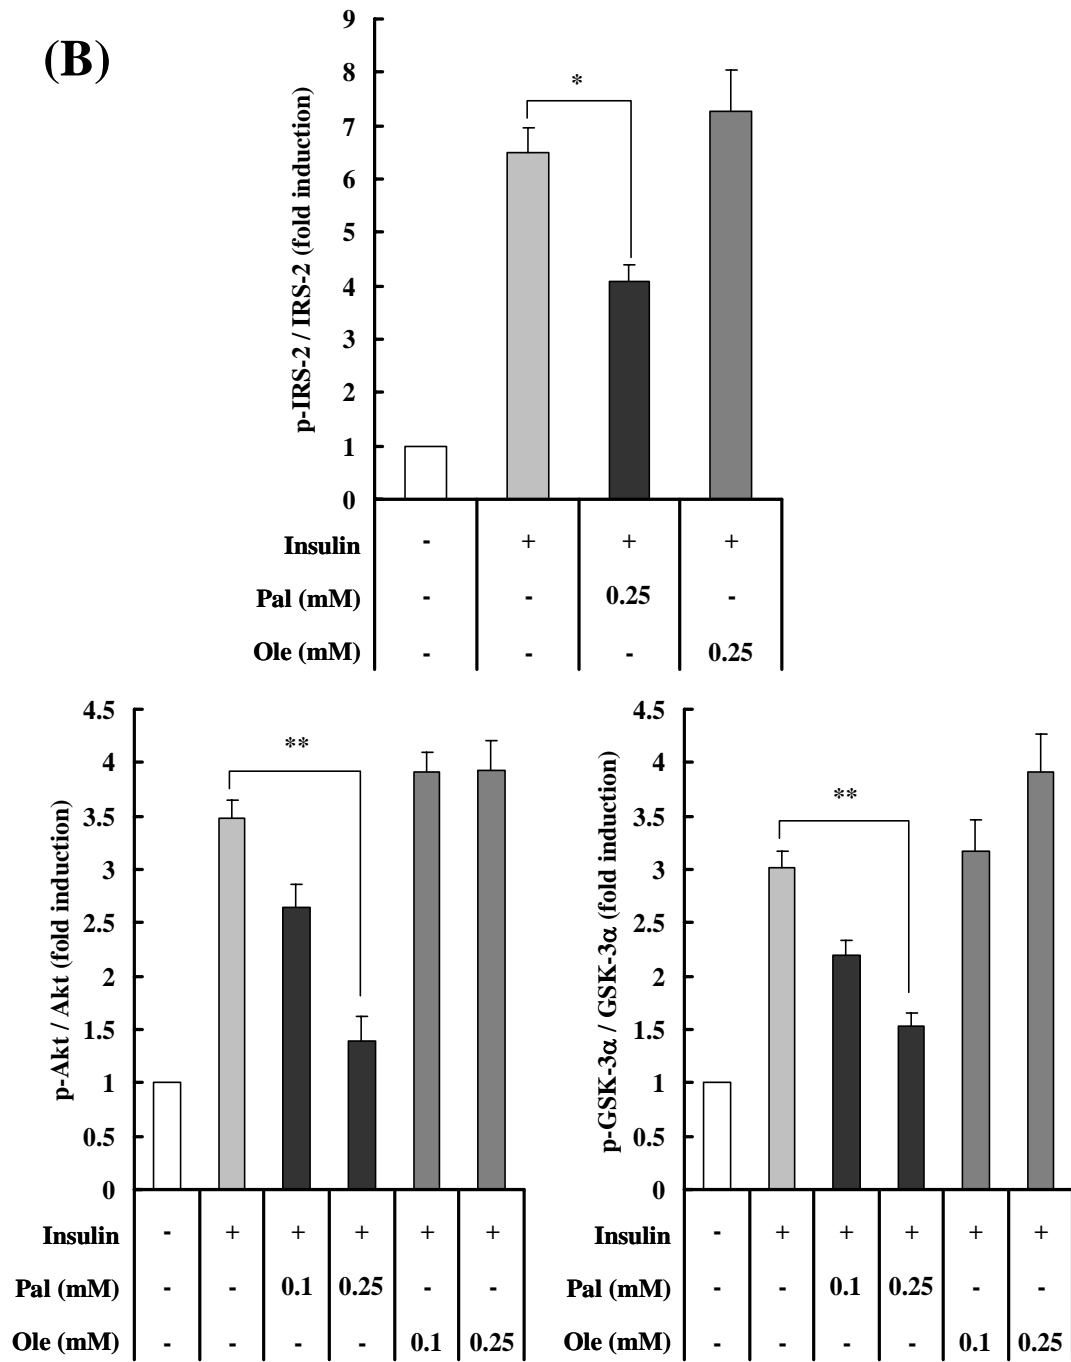 (B)
p-IRS-2 / IRS-2 (fold induction)
9
8
7
6
5
4
3
2
1
0
*
Insulin - + + +
Pal (mM) - - 0.25 -
Ole (mM) - - - 0.25
p-Akt / Akt (fold induction)
4.5
4
3.5
3
2.5
2
1.5
1
0.5
0
**
Insulin - + + + + +
Pal (mM) - - 0.1 0.25 - -
Ole (mM) - - - - 0.1 0.25
p-GSK-3α / GSK-3α (fold induction)
4.5
4
3.5
3
2.5
2
1.5
1
0.5
0
**
Insulin - + + + + +
Pal (mM) - - 0.1 0.25 - -
Ole (mM) - - - - 0.1 0.25